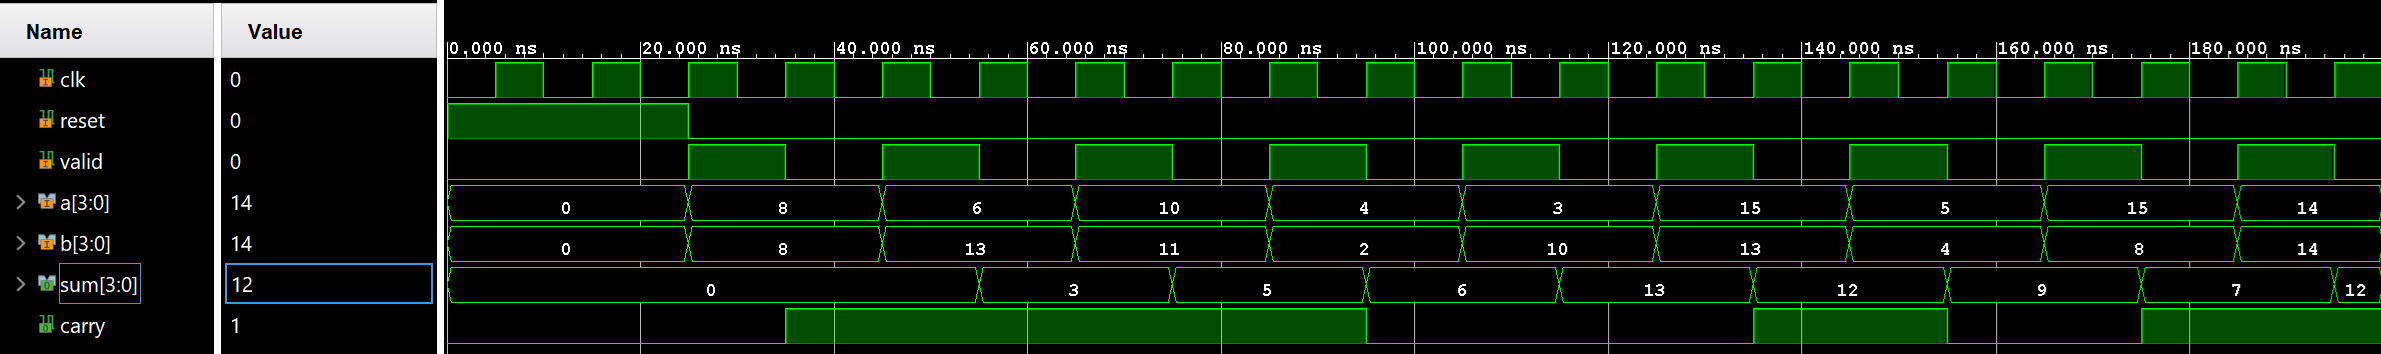 Name Value
0.000 ns 20.000 ns 40.000 ns 60.000 ns 80.000 ns 100.000 ns 120.000 ns 140.000 ns 160.000 ns 180.000 ns
clk 0
reset 0
valid 0
a[3:0] 14 0 8 6 10 4 3 15 5 15 14
b[3:0] 14 0 8 13 11 2 10 13 4 8 14
sum[3:0] 12 0 3 5 6 13 12 9 7 12
carry 1